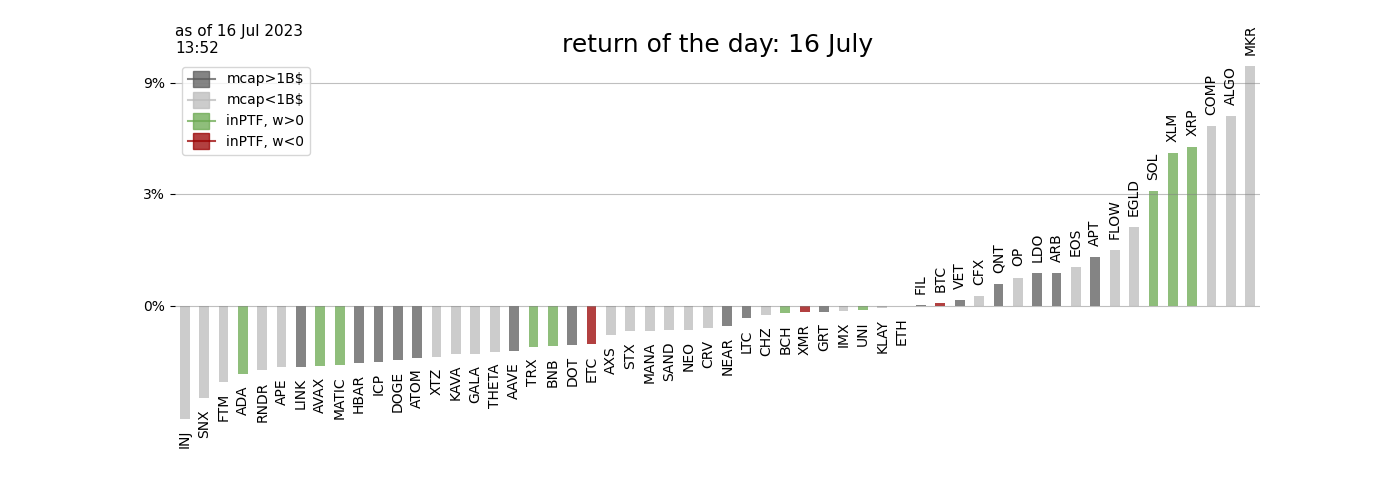 as of 16 Jul 2023
13:52
return of the day: 16 July
mcap>1B$
mcap<1B$
inPTF, w>0
inPTF, w<0
9%
3%
0%
INJ
SNX
FTM
ADA
RNDR
APE
LINK
AVAX
MATIC
HBAR
ICP
DOGE
ATOM
XTZ
KAVA
GALA
THETA
AAVE
TRX
BNB
DOT
ETC
AXS
STX
MANA
SAND
NEO
CRV
NEAR
LTC
CHZ
BCH
XMR
GRT
IMX
UNI
KLAY
ETH
FIL
BTC
VET
CFX
QNT
OP
LDO
ARB
EOS
APT
FLOW
EGLD
SOL
XLM
XRP
COMP
ALGO
MKR